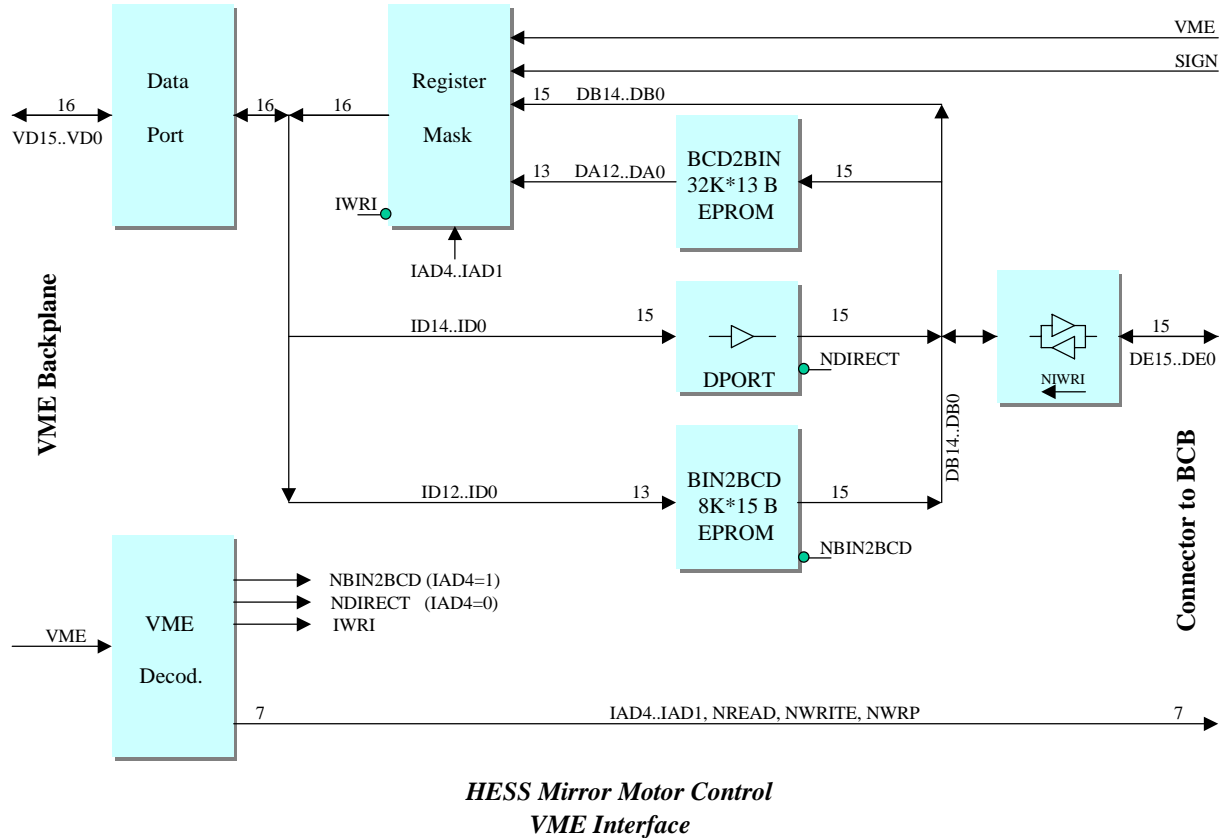 VME
SIGN
Data
Port
16
VD15..VD0
16
16
Register
Mask
15 DB14..DB0
13 DA12..DA0
IWRI
IAD4..IAD1
BCD2BIN
32K*13 B
EPROM
15
ID14..ID0 15
DPORT
15
NDIRECT
NIWRI
15
DE15..DE0
ID12..ID0 13
BIN2BCD
8K*15 B
EPROM
15
NBIN2BCD
DB14..DB0
VME Backplane
Connector to BCB
VME
VME
Decod.
NBIN2BCD (IAD4=1)
NDIRECT (IAD4=0)
IWRI
7 IAD4..IAD1, NREAD, NWRITE, NWRP 7
HESS Mirror Motor Control
VME Interface